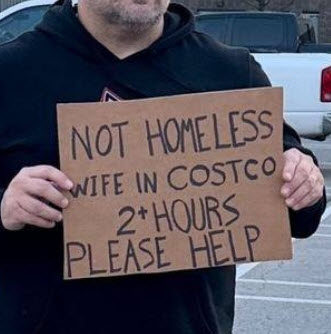 NOT HOMELESS
WIFE IN COSTCO
2+ HOURS
PLEASE HELP